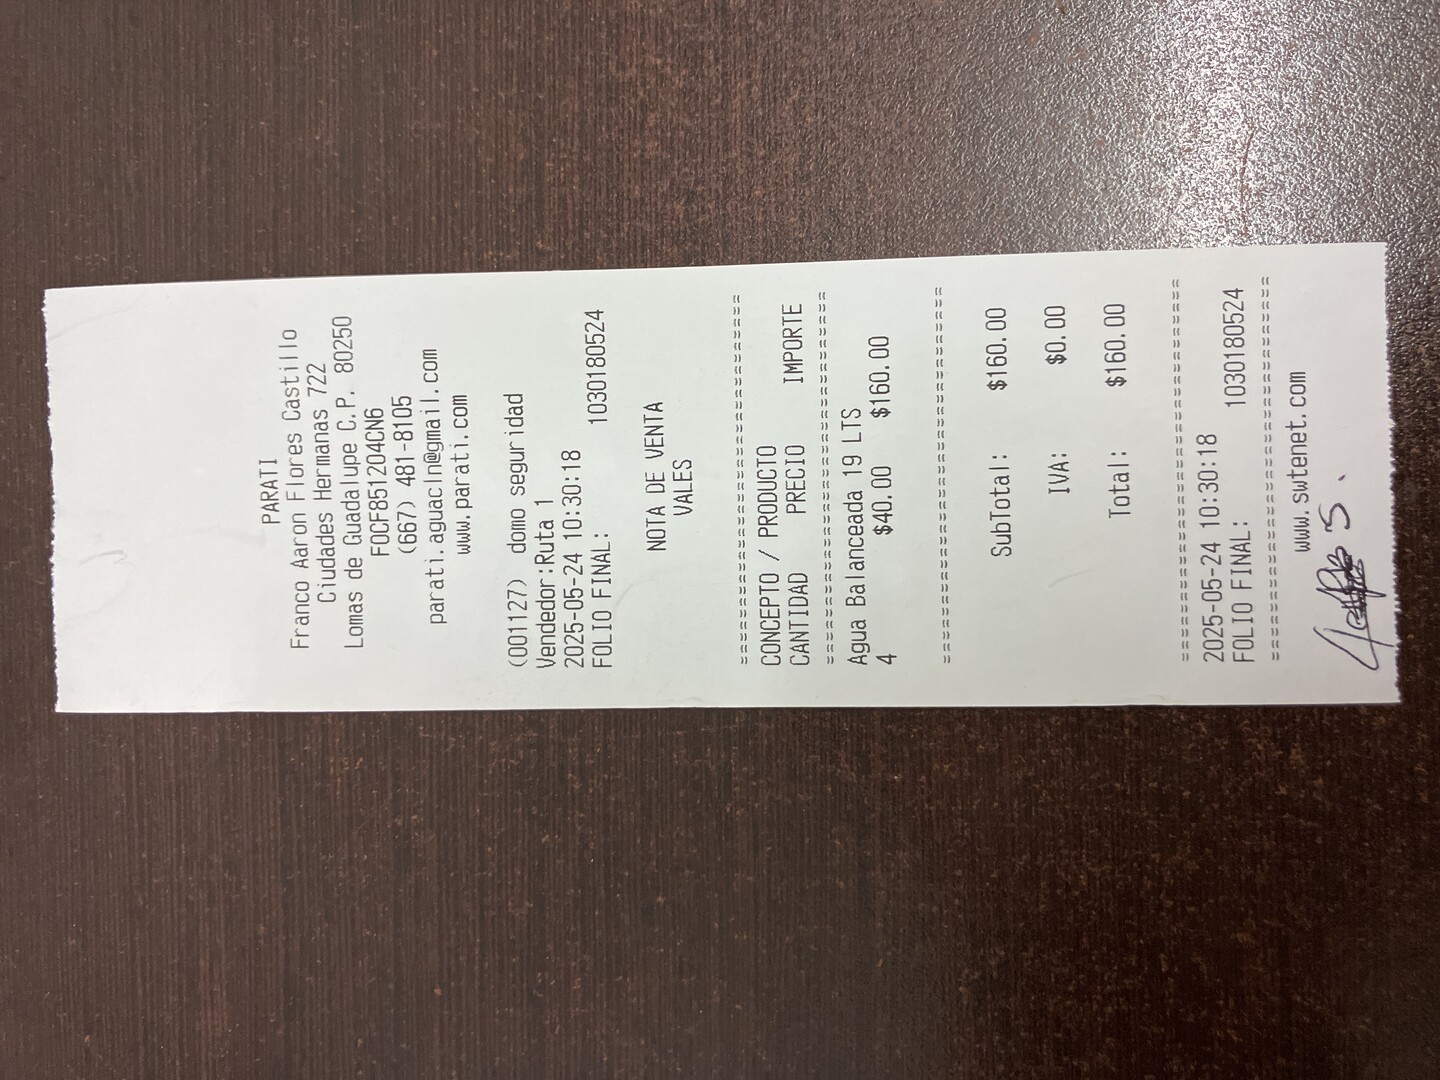 PARATI
Franco Aaron Flores Castillo
Ciudades Hermanas 722
Lomas de Guadalupe C.P. 80250
FOCF851204CN6
(667) 481-8105
parati.aguacln@gmail.com
www.parati.com
(001127) domo seguridad
Vendedor:Ruta 1
2025-05-24 10:30:18
FOLIO FINAL: 1030180524
NOTA DE VENTA
VALES
================================
CONCEPTO / PRODUCTO
CANTIDAD PRECIO IMPORTE
================================
Agua Balanceada 19 LTS
4 $40.00 $160.00
================================
SubTotal: $160.00
IVA: $0.00
Total: $160.00
================================
2025-05-24 10:30:18
FOLIO FINAL: 1030180524
================================
www.swtenet.com